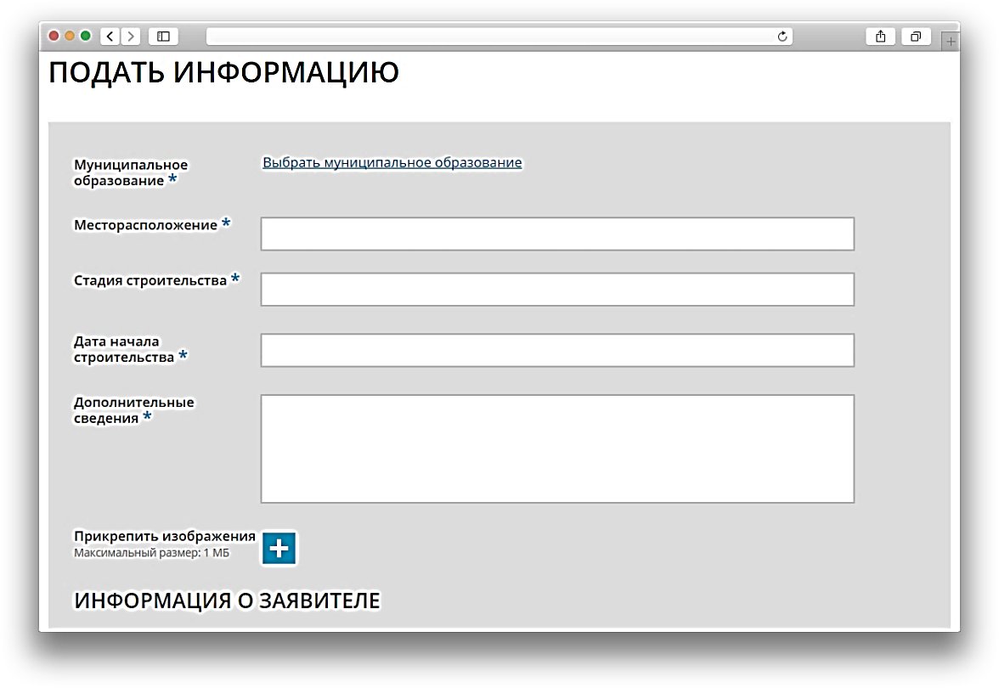 ПОДАТЬ ИНФОРМАЦИЮ
Муниципальное
образование *
Выбрать муниципальное образование
Месторасположение *
Стадия строительства *
Дата начала
строительства *
Дополнительные
сведения *
Прикрепить изображения
Максимальный размер: 1 МБ
ИНФОРМАЦИЯ О ЗАЯВИТЕЛЕ